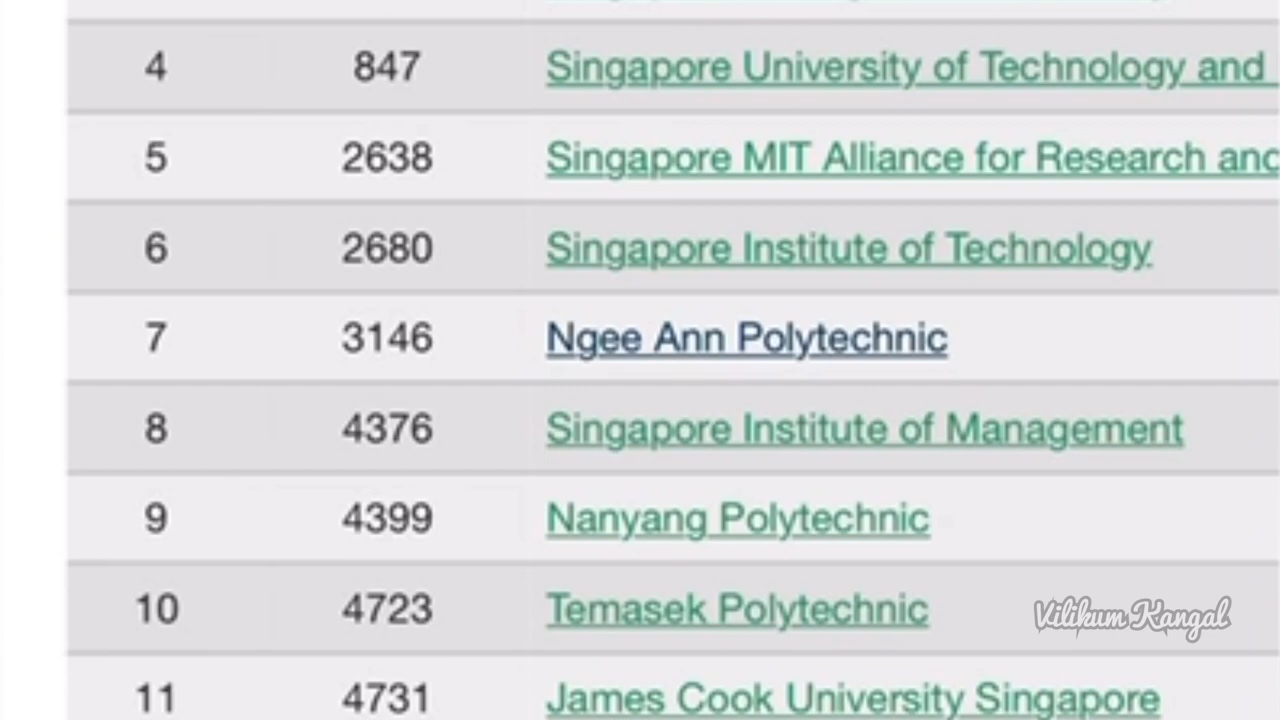 4 847 Singapore University of Technology and
5 2638 Singapore MIT Alliance for Research and
6 2680 Singapore Institute of Technology
7 3146 Ngee Ann Polytechnic
8 4376 Singapore Institute of Management
9 4399 Nanyang Polytechnic
10 4723 Temasek Polytechnic
Vilikum Kangal
11 4731 James Cook University Singapore